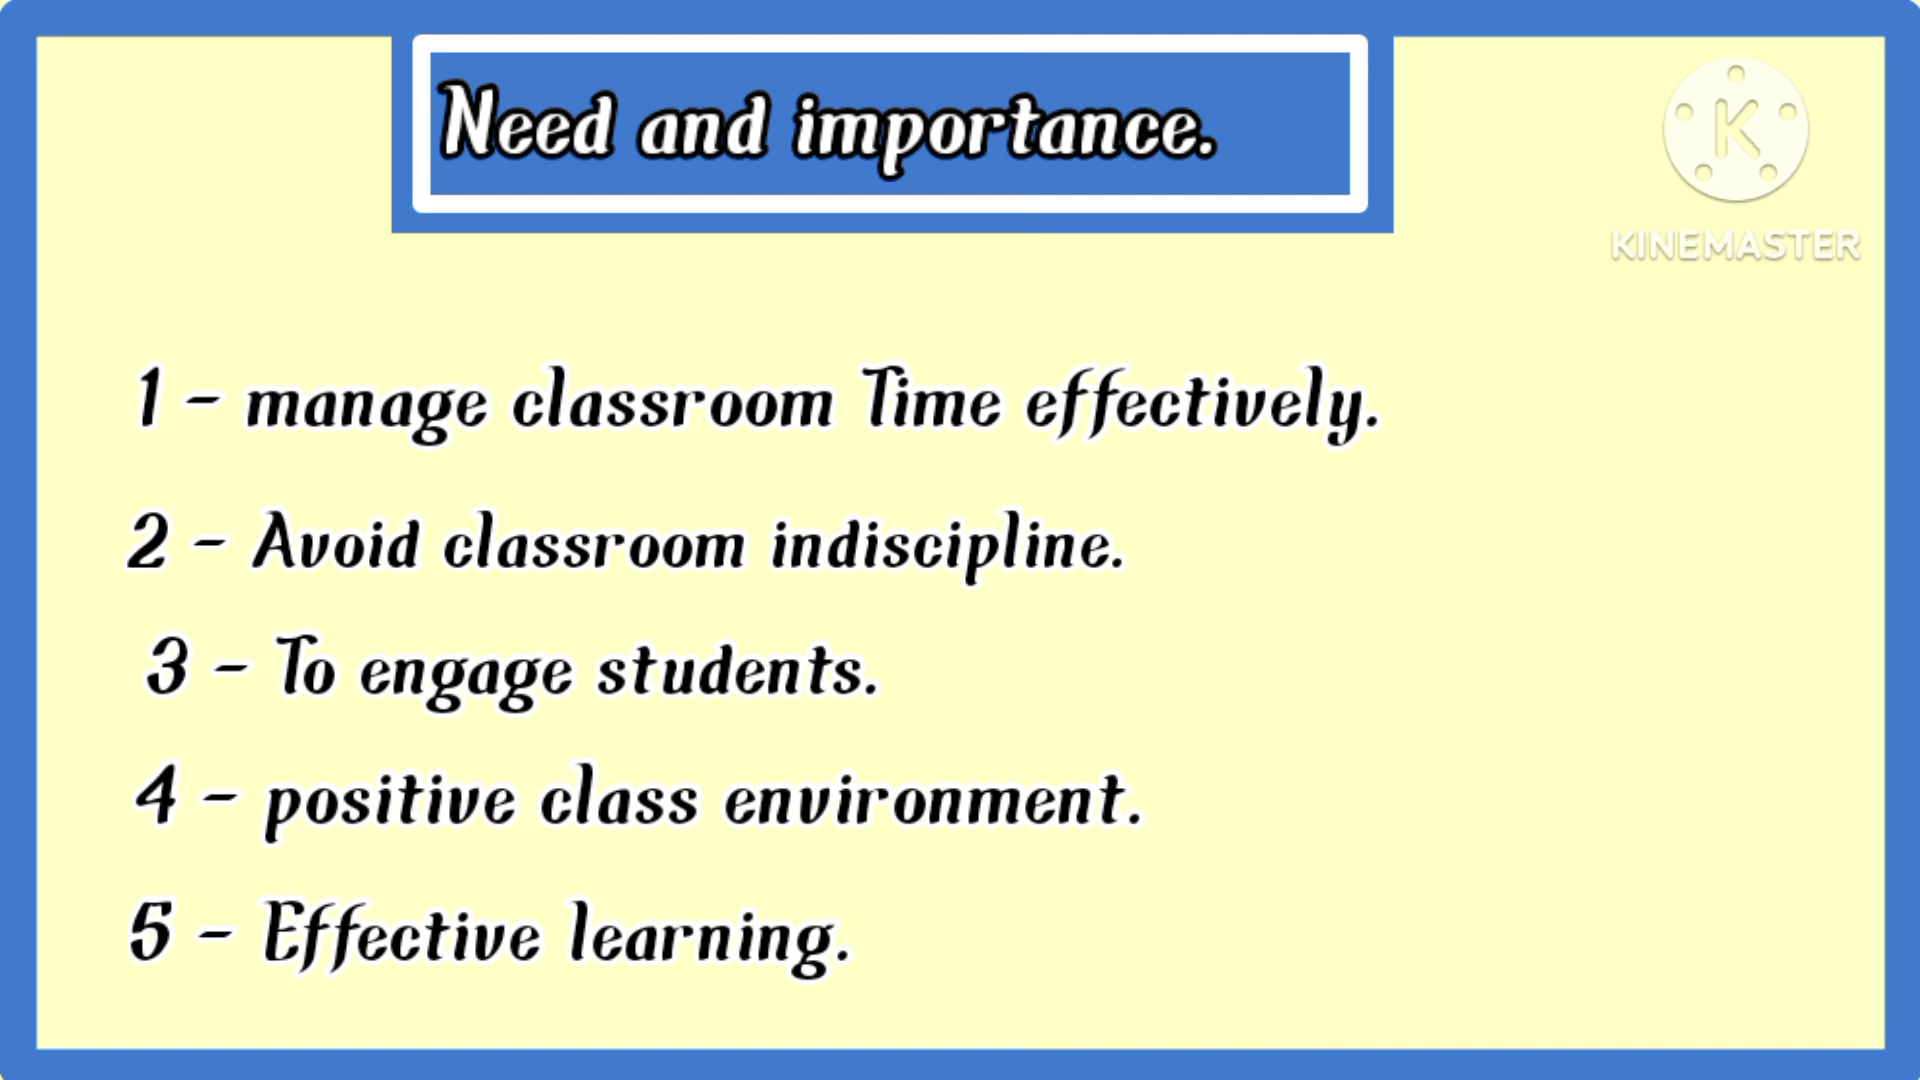 Need and importance.
K
KINEMASTER
1 - manage classroom Time effectively.
2 - Avoid classroom indiscipline.
3 - To engage students.
4 - positive class environment.
5 - Effective learning.